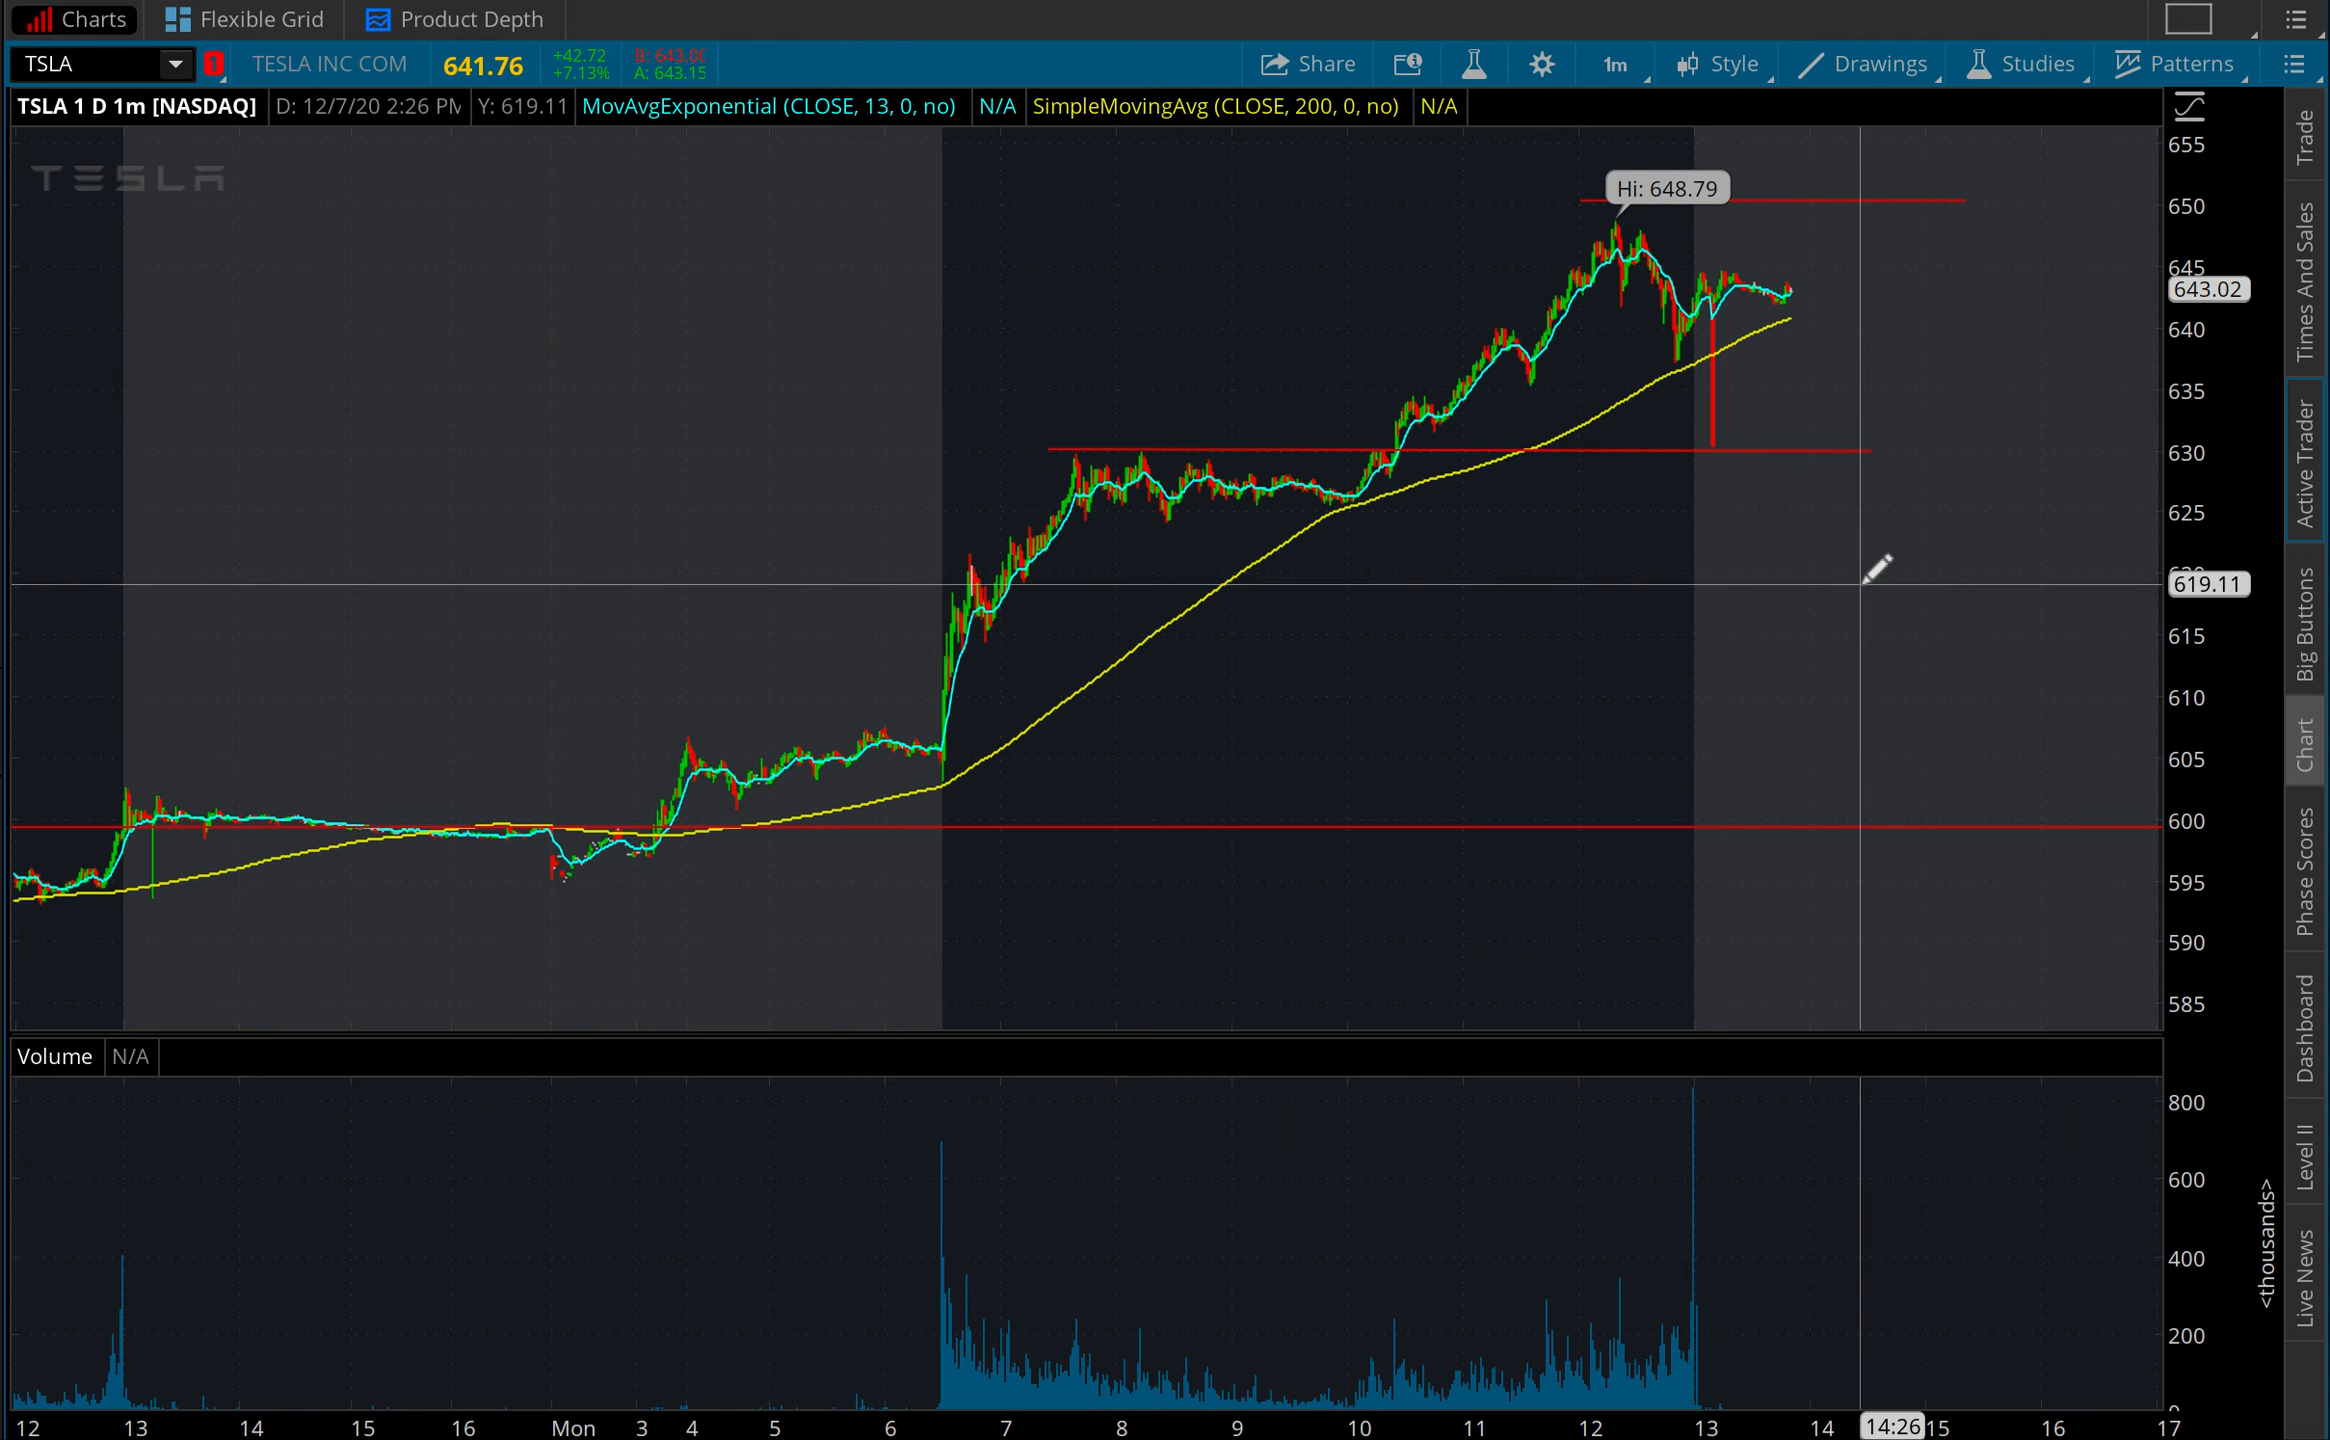 Charts Flexible Grid Product Depth
TSLA 1 TESLA INC COM 641.76 +42.72 +7.13% B: 643.00 A: 643.15 Share 1m Style Drawings Studies Patterns
TSLA 1 D 1m [NASDAQ] D: 12/7/20 2:26 PM Y: 619.11 MovAvgExponential (CLOSE, 13, 0, no) N/A SimpleMovingAvg (CLOSE, 200, 0, no) N/A
TESLA
Hi: 648.79
655
650
645
643.02
640
635
630
625
619.11
615
610
605
600
595
590
585
Volume N/A
800
600
400
200
0
<thousands>
12 13 14 15 16 Mon 3 4 5 6 7 8 9 10 11 12 13 14 14:26 15 16 17
Trade
Times And Sales
Active Trader
Big Buttons
Chart
Phase Scores
Dashboard
Level II
Live News